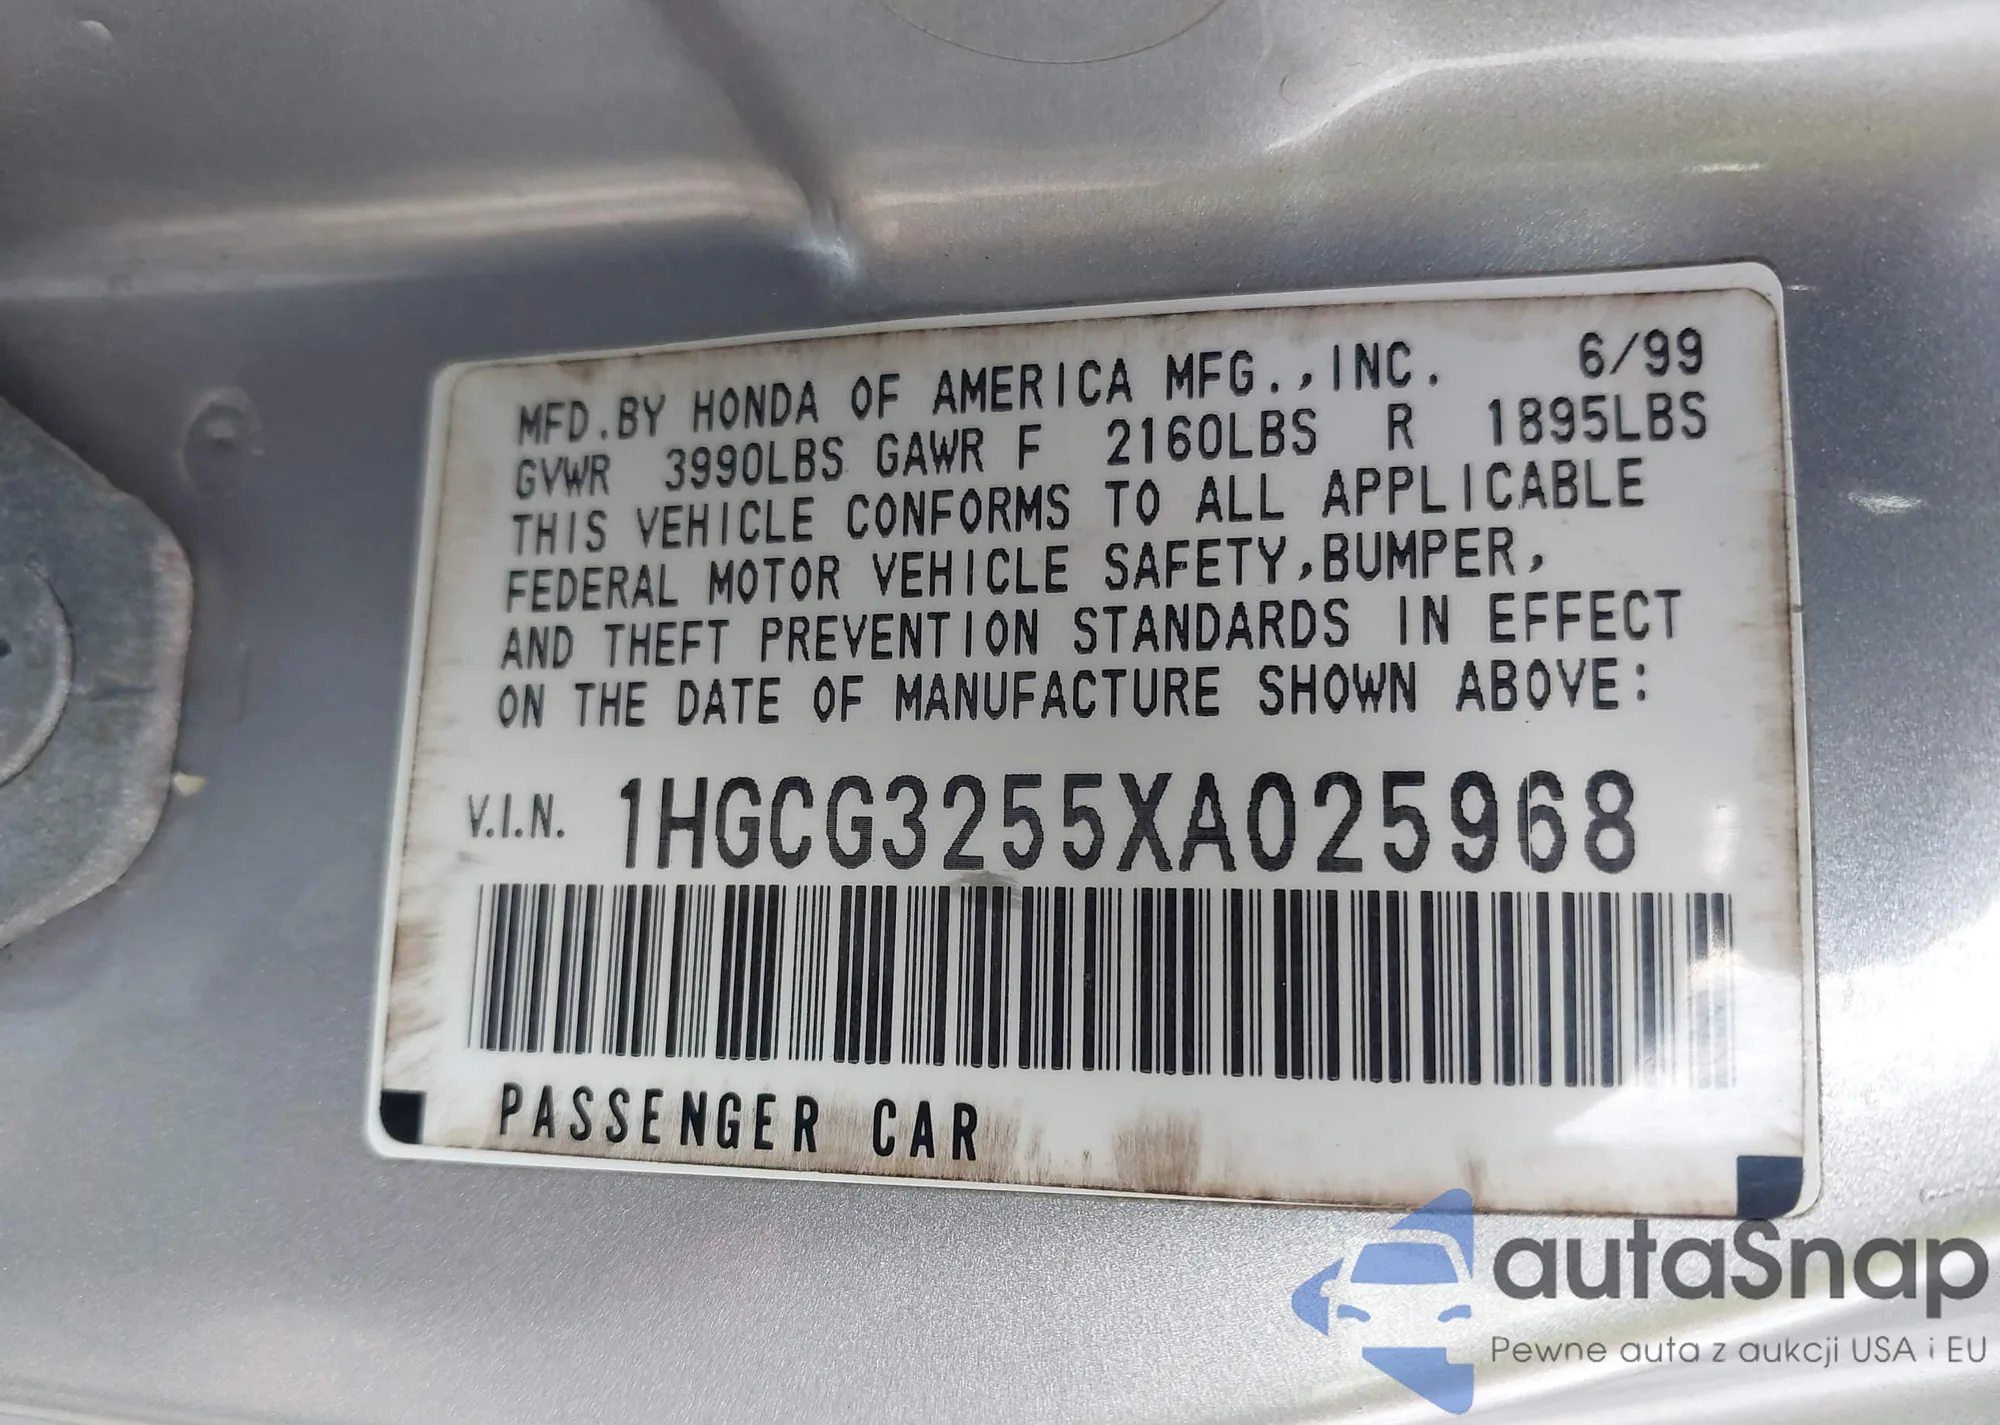 MFD.BY HONDA OF AMERICA MFG.,INC. 6/99
GVWR 3990LBS GAWR F 2160LBS R 1895LBS
THIS VEHICLE CONFORMS TO ALL APPLICABLE
FEDERAL MOTOR VEHICLE SAFETY,BUMPER,
AND THEFT PREVENTION STANDARDS IN EFFECT
ON THE DATE OF MANUFACTURE SHOWN ABOVE:
V.I.N. 1HGCG3255XA025968
PASSENGER CAR
autaSnap
Pewne auta z aukcji USA i EU